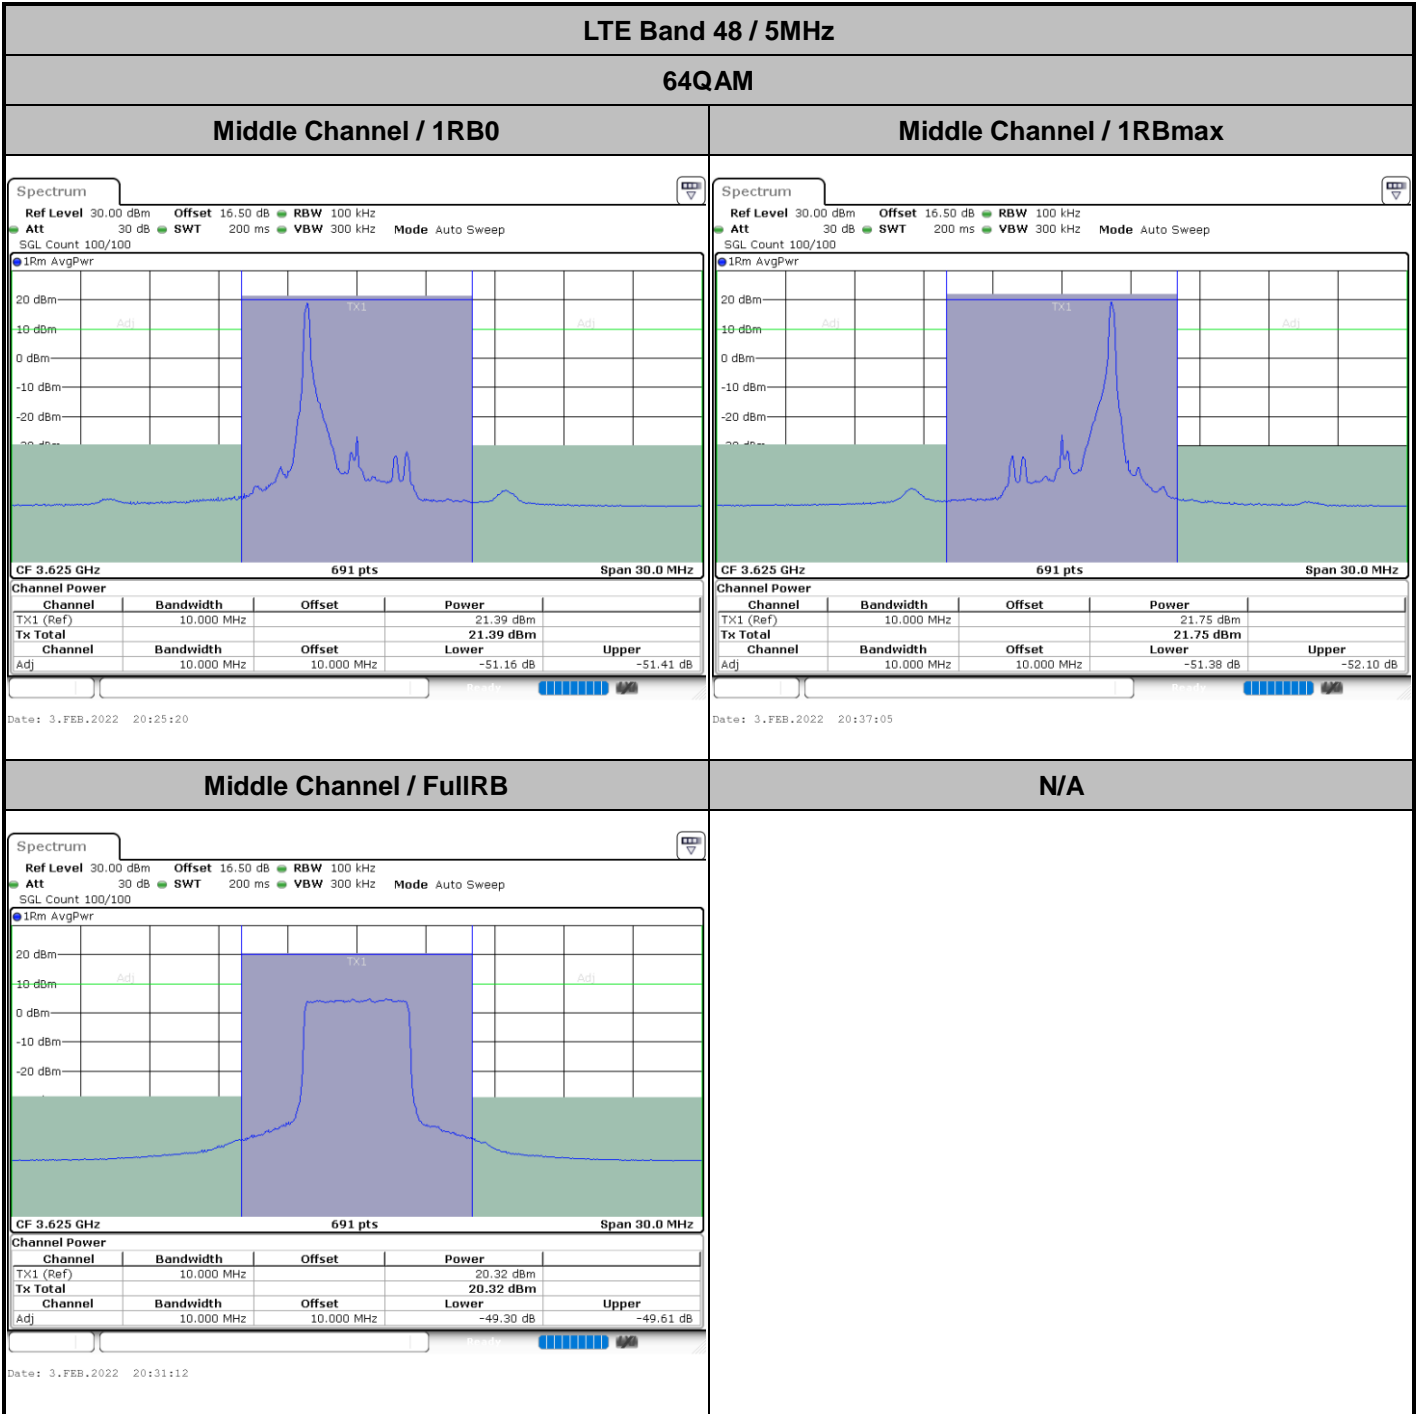 LTE Band 48 / 5MHz
64QAM
Middle Channel / 1RB0
Middle Channel / 1RBmax
Spectrum
Ref Level 30.00 dBm Offset 16.50 dB RBW 100 kHz
Att 30 dB SWT 200 ms VBW 300 kHz Mode Auto Sweep
SGL Count 100/100
1Rm AvgPwr
TX1
Adj
Adj
20 dBm
10 dBm
0 dBm
-10 dBm
-20 dBm
CF 3.625 GHz 691 pts Span 30.0 MHz
Channel Power
Channel Bandwidth Offset Power
TX1 (Ref) 10.000 MHz 21.39 dBm
Tx Total 21.39 dBm
Channel Bandwidth Offset Lower Upper
Adj 10.000 MHz 10.000 MHz -51.16 dB -51.41 dB
Ready
Date: 3.FEB.2022 20:25:20
Spectrum
Ref Level 30.00 dBm Offset 16.50 dB RBW 100 kHz
Att 30 dB SWT 200 ms VBW 300 kHz Mode Auto Sweep
SGL Count 100/100
1Rm AvgPwr
TX1
Adj
Adj
20 dBm
10 dBm
0 dBm
-10 dBm
-20 dBm
CF 3.625 GHz 691 pts Span 30.0 MHz
Channel Power
Channel Bandwidth Offset Power
TX1 (Ref) 10.000 MHz 21.75 dBm
Tx Total 21.75 dBm
Channel Bandwidth Offset Lower Upper
Adj 10.000 MHz 10.000 MHz -51.38 dB -52.10 dB
Ready
Date: 3.FEB.2022 20:37:05
Middle Channel / FullRB
N/A
Spectrum
Ref Level 30.00 dBm Offset 16.50 dB RBW 100 kHz
Att 30 dB SWT 200 ms VBW 300 kHz Mode Auto Sweep
SGL Count 100/100
1Rm AvgPwr
TX1
Adj
Adj
20 dBm
10 dBm
0 dBm
-10 dBm
-20 dBm
CF 3.625 GHz 691 pts Span 30.0 MHz
Channel Power
Channel Bandwidth Offset Power
TX1 (Ref) 10.000 MHz 20.32 dBm
Tx Total 20.32 dBm
Channel Bandwidth Offset Lower Upper
Adj 10.000 MHz 10.000 MHz -49.30 dB -49.61 dB
Ready
Date: 3.FEB.2022 20:31:12